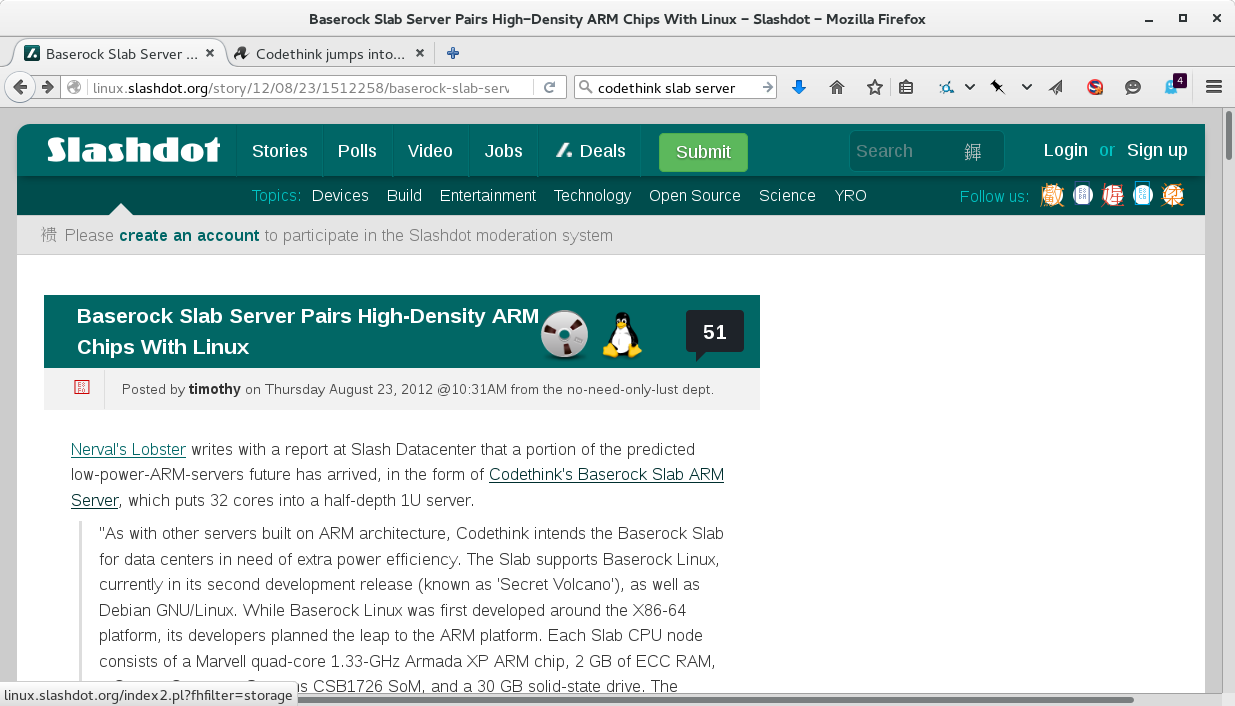 Baserock Slab Server Pairs High-Density ARM Chips With Linux - Slashdot - Mozilla Firefox
Baserock Slab Server ...
Codethink jumps into...
linux.slashdot.org/story/12/08/23/1512258/baserock-slab-serv
codethink slab server
4
Slashdot Stories Polls Video Jobs Deals Submit Search Login or Sign up
Topics: Devices Build Entertainment Technology Open Source Science YRO Follow us:
Please create an account to participate in the Slashdot moderation system
Baserock Slab Server Pairs High-Density ARM
Chips With Linux
51
Posted by timothy on Thursday August 23, 2012 @10:31AM from the no-need-only-lust dept.
Nerval's Lobster writes with a report at Slash Datacenter that a portion of the predicted
low-power-ARM-servers future has arrived, in the form of Codethink's Baserock Slab ARM
Server, which puts 32 cores into a half-depth 1U server.
"As with other servers built on ARM architecture, Codethink intends the Baserock Slab
for data centers in need of extra power efficiency. The Slab supports Baserock Linux,
currently in its second development release (known as 'Secret Volcano'), as well as
Debian GNU/Linux. While Baserock Linux was first developed around the X86-64
platform, its developers planned the leap to the ARM platform. Each Slab CPU node
consists of a Marvell quad-core 1.33-GHz Armada XP ARM chip, 2 GB of ECC RAM,
CSB1726 SoM, and a 30 GB solid-state drive. The
linux.slashdot.org/index2.pl?fhfilter=storage